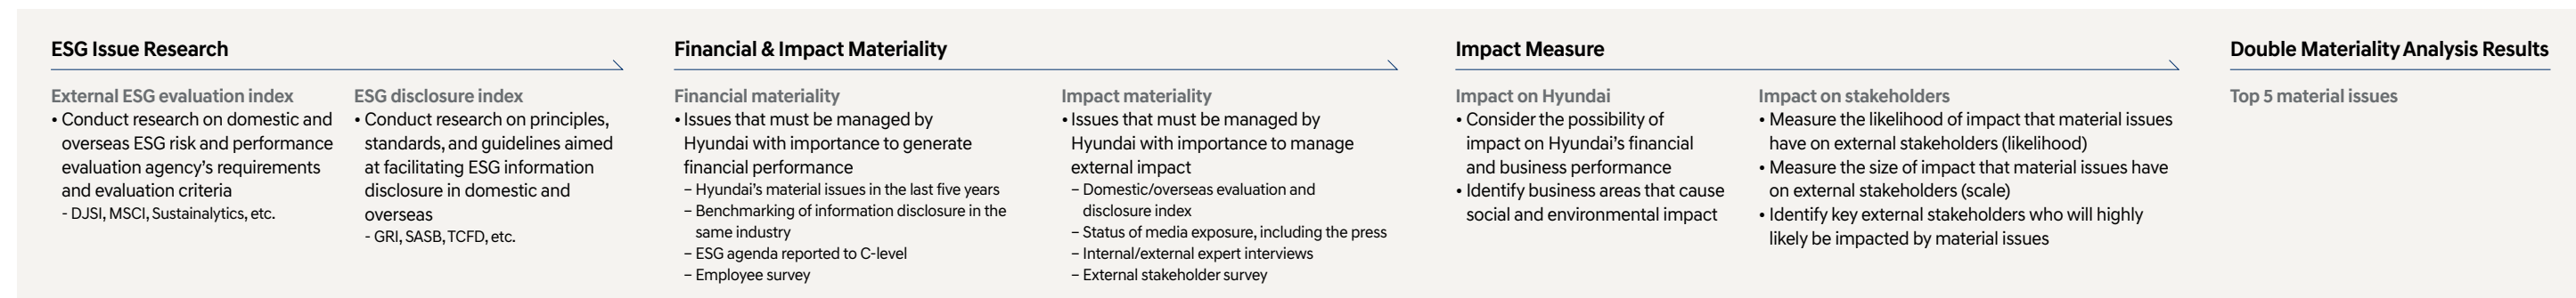 ESG Issue Research
External ESG evaluation index
• Conduct research on domestic and
overseas ESG risk and performance
evaluation agency's requirements
and evaluation criteria
- DJSI, MSCI, Sustainalytics, etc.
ESG disclosure index
• Conduct research on principles,
standards, and guidelines aimed
at facilitating ESG information
disclosure in domestic and
overseas
- GRI, SASB, TCFD, etc.
Financial & Impact Materiality
Financial materiality
• Issues that must be managed by
Hyundai with importance to generate
financial performance
– Hyundai's material issues in the last five years
– Benchmarking of information disclosure in the
same industry
– ESG agenda reported to C-level
– Employee survey
Impact materiality
• Issues that must be managed by
Hyundai with importance to manage
external impact
– Domestic/overseas evaluation and
disclosure index
– Status of media exposure, including the press
– Internal/external expert interviews
– External stakeholder survey
Impact Measure
Impact on Hyundai
• Consider the possibility of
impact on Hyundai's financial
and business performance
• Identify business areas that cause
social and environmental impact
Impact on stakeholders
• Measure the likelihood of impact that material issues
have on external stakeholders (likelihood)
• Measure the size of impact that material issues have
on external stakeholders (scale)
• Identify key external stakeholders who will highly
likely be impacted by material issues
Double Materiality Analysis Results
Top 5 material issues